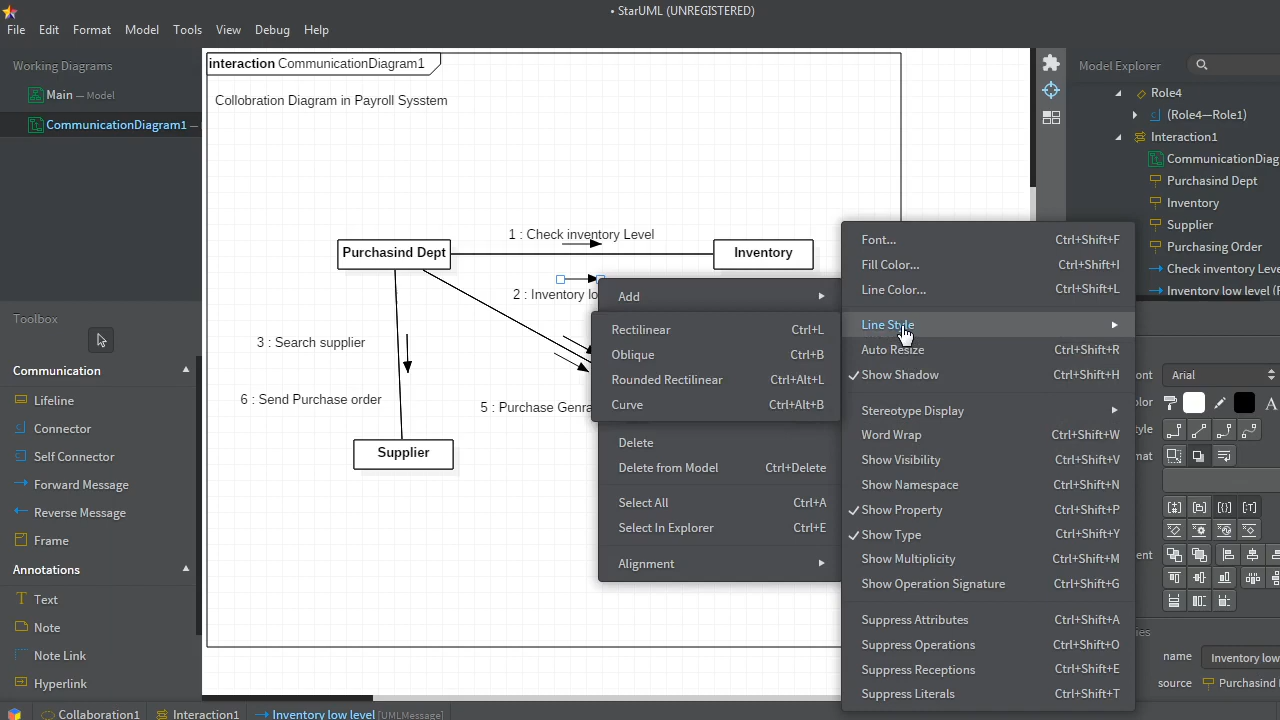 • StarUML (UNREGISTERED)
File Edit Format Model Tools View Debug Help
Working Diagrams
Main — Model
CommunicationDiagram1 —
Toolbox
Communication
Lifeline
Connector
Self Connector
Forward Message
Reverse Message
Frame
Annotations
Text
Note
Note Link
Hyperlink
interaction CommunicationDiagram1
Collobration Diagram in Payroll Sysstem
1 : Check inventory Level
Purchasind Dept
Inventory
2 : Inventory lo
3 : Search supplier
6 : Send Purchase order
5 : Purchase Genra
Supplier
Add
Rectilinear Ctrl+L
Oblique Ctrl+B
Rounded Rectilinear Ctrl+Alt+L
Curve Ctrl+Alt+B
Delete
Delete from Model Ctrl+Delete
Select All Ctrl+A
Select In Explorer Ctrl+E
Alignment
Font... Ctrl+Shift+F
Fill Color... Ctrl+Shift+I
Line Color... Ctrl+Shift+L
Line Style
Auto Resize Ctrl+Shift+R
Show Shadow Ctrl+Shift+H
Stereotype Display
Word Wrap Ctrl+Shift+W
Show Visibility Ctrl+Shift+V
Show Namespace Ctrl+Shift+N
Show Property Ctrl+Shift+P
Show Type Ctrl+Shift+Y
Show Multiplicity Ctrl+Shift+M
Show Operation Signature Ctrl+Shift+G
Suppress Attributes Ctrl+Shift+A
Suppress Operations Ctrl+Shift+O
Suppress Receptions Ctrl+Shift+E
Suppress Literals Ctrl+Shift+T
Model Explorer
Role4
(Role4—Role1)
Interaction1
CommunicationDiag
Purchasind Dept
Inventory
Supplier
Purchasing Order
Check inventory Leve
Inventory low level (F
ont Arial
olor
yle
mat
ent
ies
name Inventory low
source Purchasind
Collaboration1 Interaction1 Inventory low level [UMLMessage]